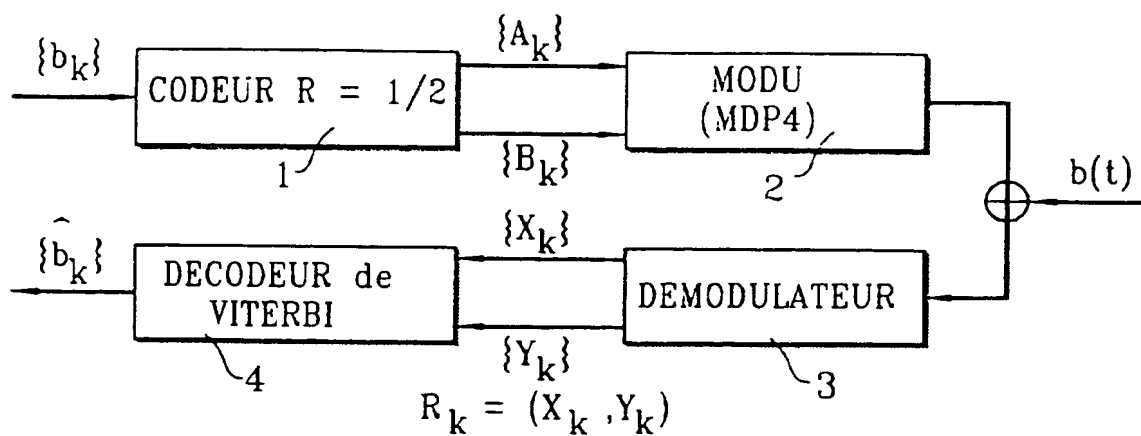 {b_k}
CODEUR R = 1/2
1
{A_k}
{B_k}
MODU
(MDP4)
2
b(t)
{b̂_k}
DECODEUR de
VITERBI
4
{X_k}
{Y_k}
DEMODULATEUR
3
R_k = (X_k ,Y_k)